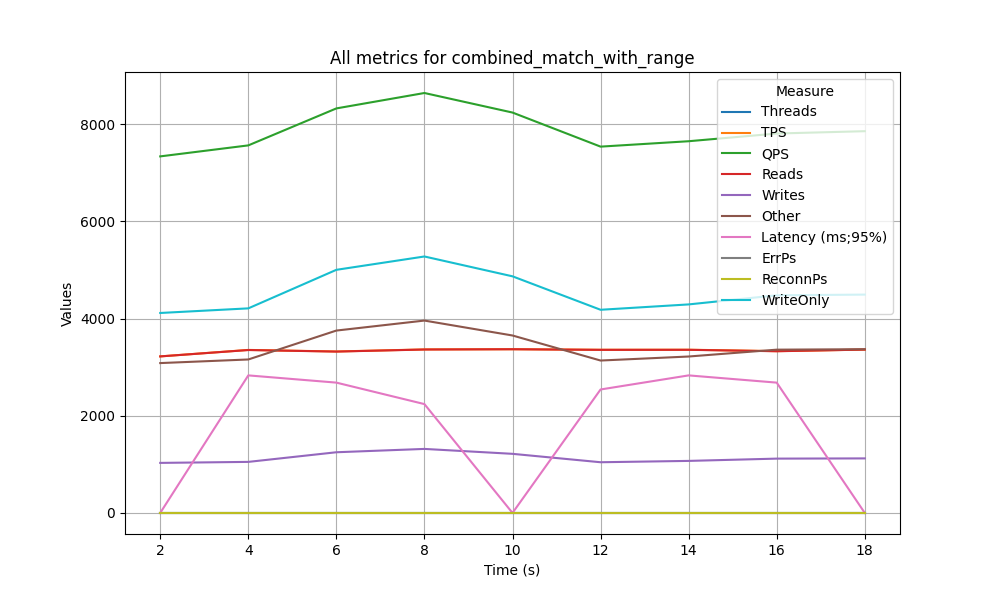 All metrics for combined_match_with_range
Measure
Threads
TPS
QPS
Reads
Writes
Other
Latency (ms;95%)
ErrPs
ReconnPs
WriteOnly
Values
8000
6000
4000
2000
0
2 4 6 8 10 12 14 16 18
Time (s)